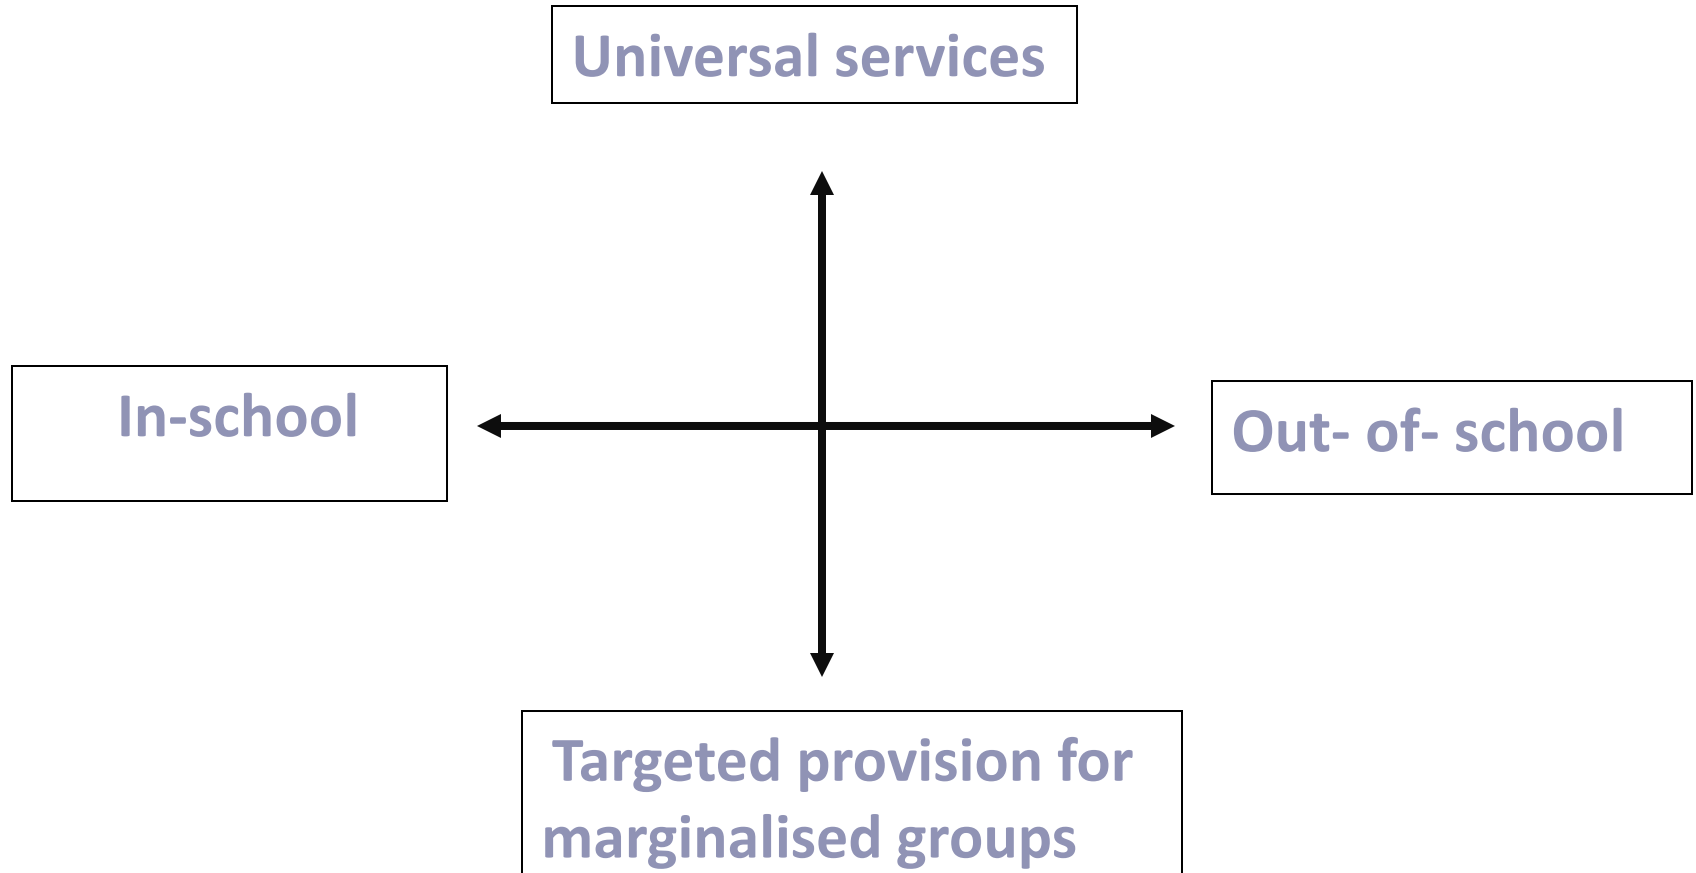 Universal services
In-school
Out- of- school
Targeted provision for
marginalised groups